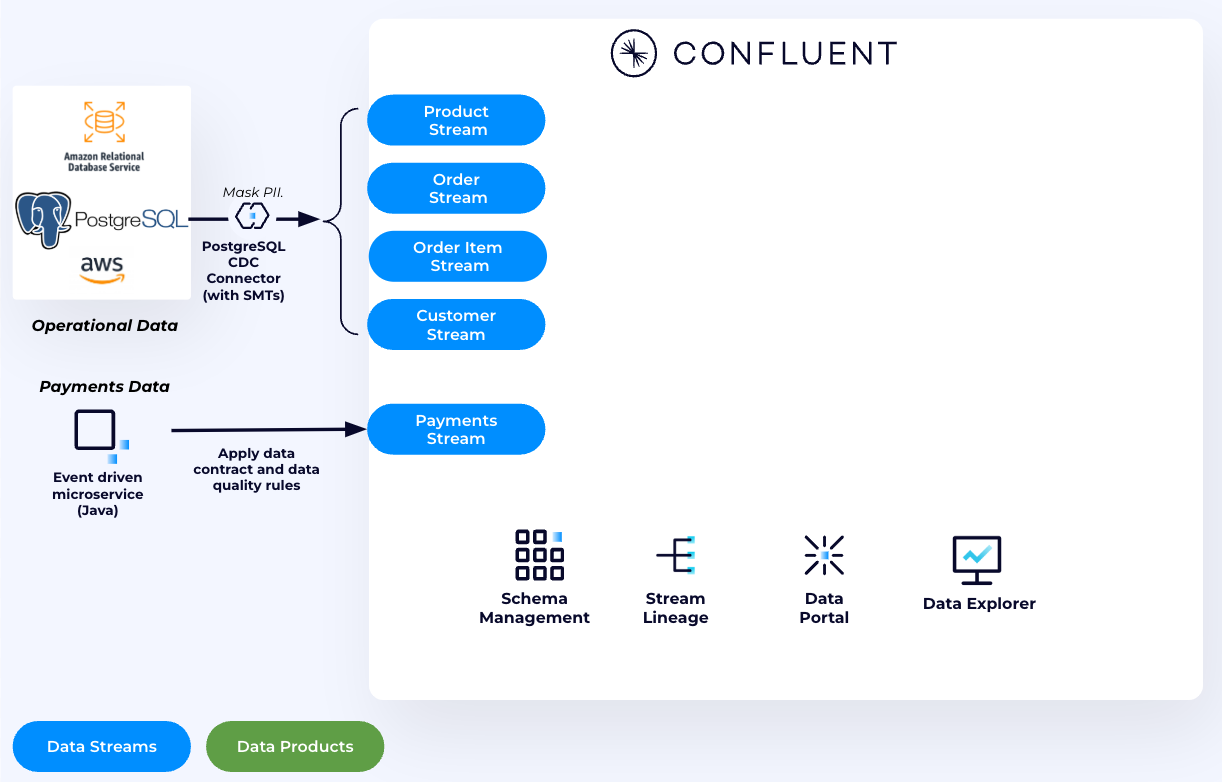 CONFLUENT
Amazon Relational
Database Service
PostgreSQL
aws
Operational Data
Mask PII.
PostgreSQL
CDC
Connector
(with SMTs)
Product
Stream
Order
Stream
Order Item
Stream
Customer
Stream
Payments Data
Event driven
microservice
(Java)
Apply data
contract and data
quality rules
Payments
Stream
Schema
Management
Stream
Lineage
Data
Portal
Data Explorer
Data Streams
Data Products